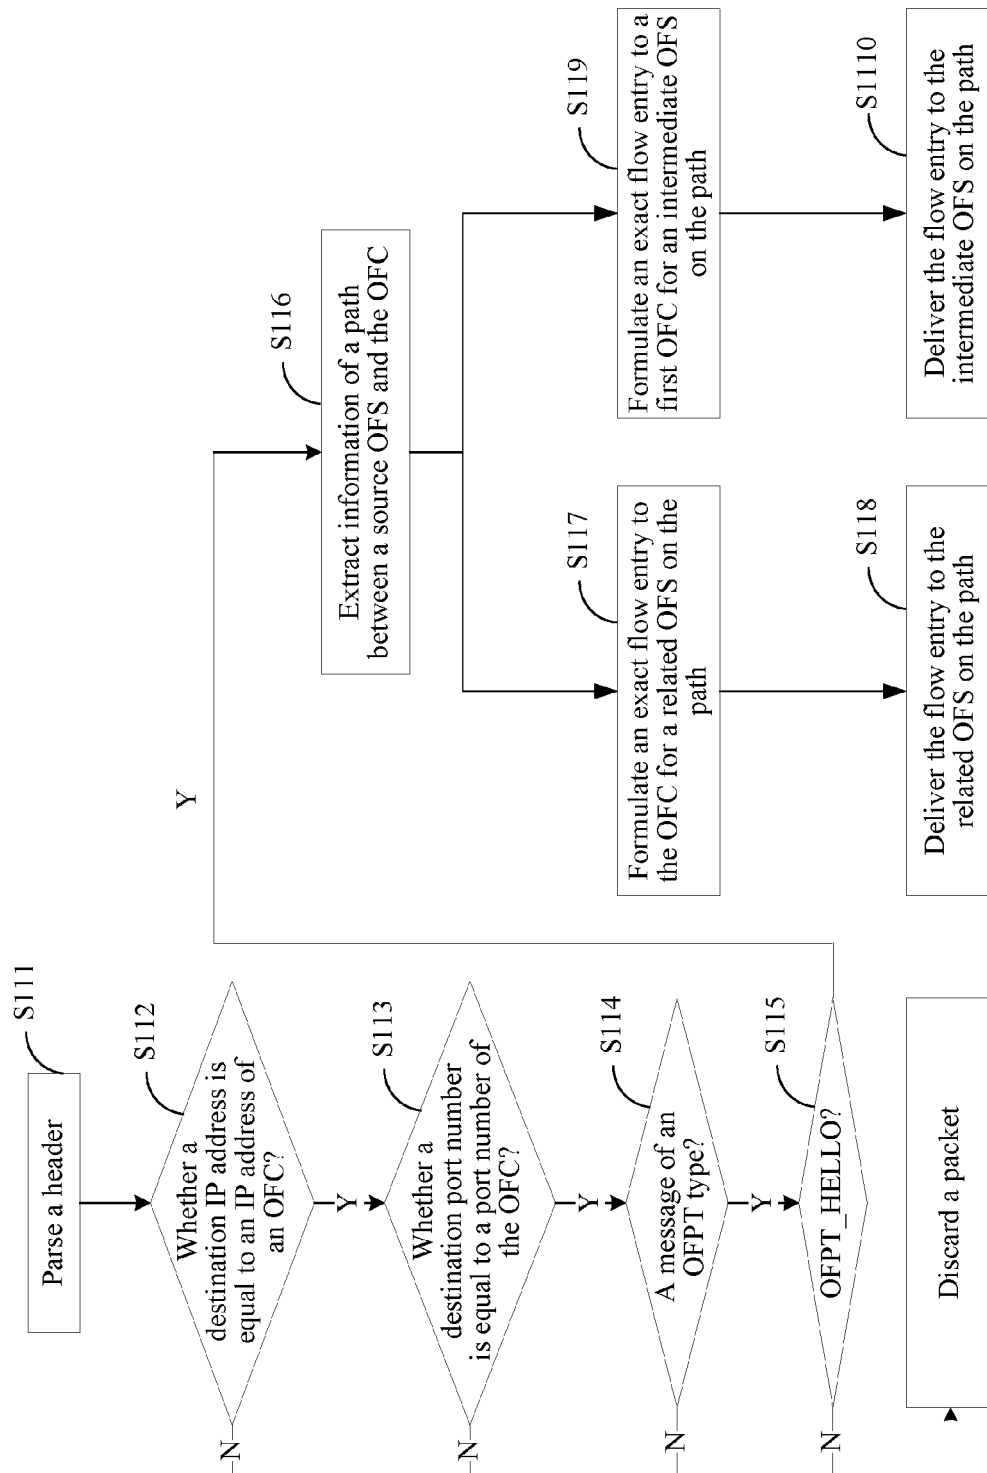 Parse a header
S111
Whether a
destination IP address is
equal to an IP address of
an OFC?
S112
N
Y
Whether a
destination port number
is equal to a port number of
the OFC?
S113
N
Y
A message of an
OFPT type?
S114
N
Y
OFPT_HELLO?
S115
N
Y
Discard a packet
Extract information of a path
between a source OFS and the OFC
S116
Formulate an exact flow entry to
the OFC for a related OFS on the
path
S117
Deliver the flow entry to the
related OFS on the path
S118
Formulate an exact flow entry to a
first OFC for an intermediate OFS
on the path
S119
Deliver the flow entry to the
intermediate OFS on the path
S1110